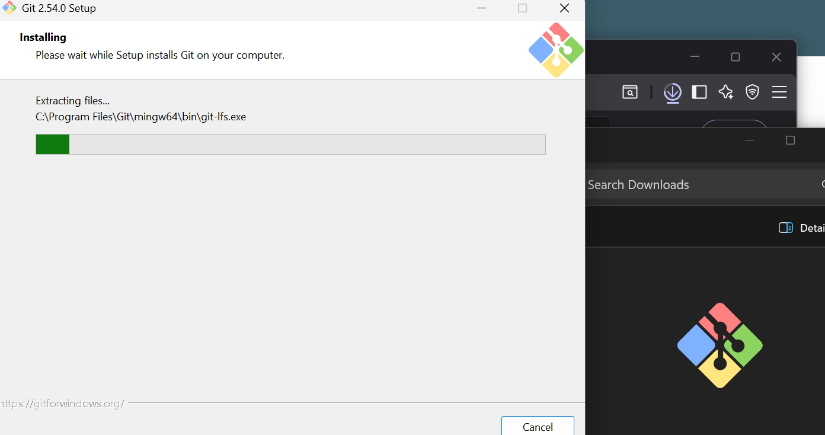 Git 2.54.0 Setup
Installing
Please wait while Setup installs Git on your computer.
Extracting files...
C:\Program Files\Git\mingw64\bin\git-lfs.exe
https://gitforwindows.org/
Cancel
Search Downloads
Detai